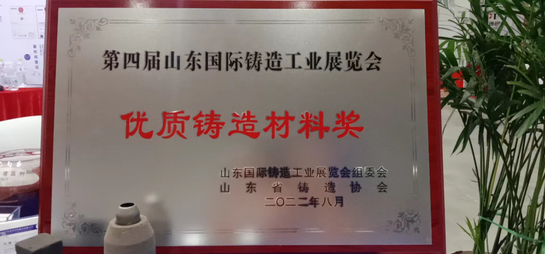 第四届山东国际铸造工业展览会
优质铸造材料奖
山东国际铸造工业展览会组委会
山东省铸造协会
二〇二二年八月